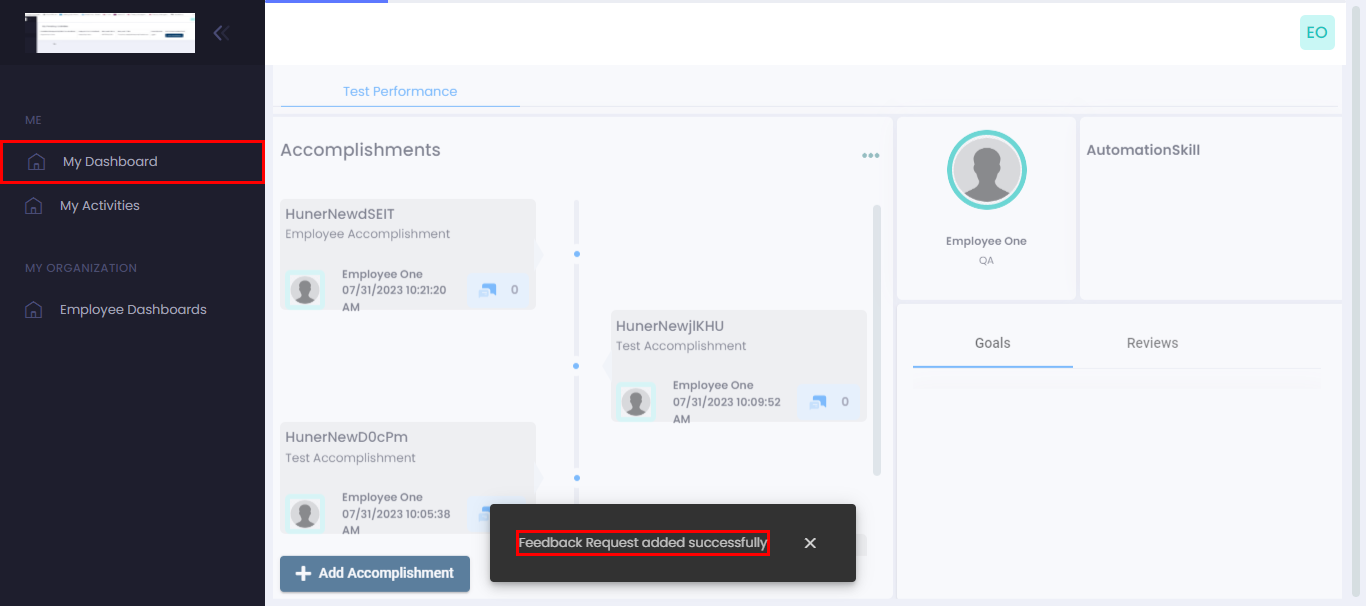 EO
ME
My Dashboard
My Activities
MY ORGANIZATION
Employee Dashboards
Test Performance
Accomplishments
HunerNewdSEIT
Employee Accomplishment
Employee One
07/31/2023 10:21:20
AM
0
HunerNewjlKHU
Test Accomplishment
Employee One
07/31/2023 10:09:52
AM
0
HunerNewD0cPm
Test Accomplishment
Employee One
07/31/2023 10:05:38
AM
Add Accomplishment
Employee One
QA
AutomationSkill
Goals
Reviews
Feedback Request added successfully